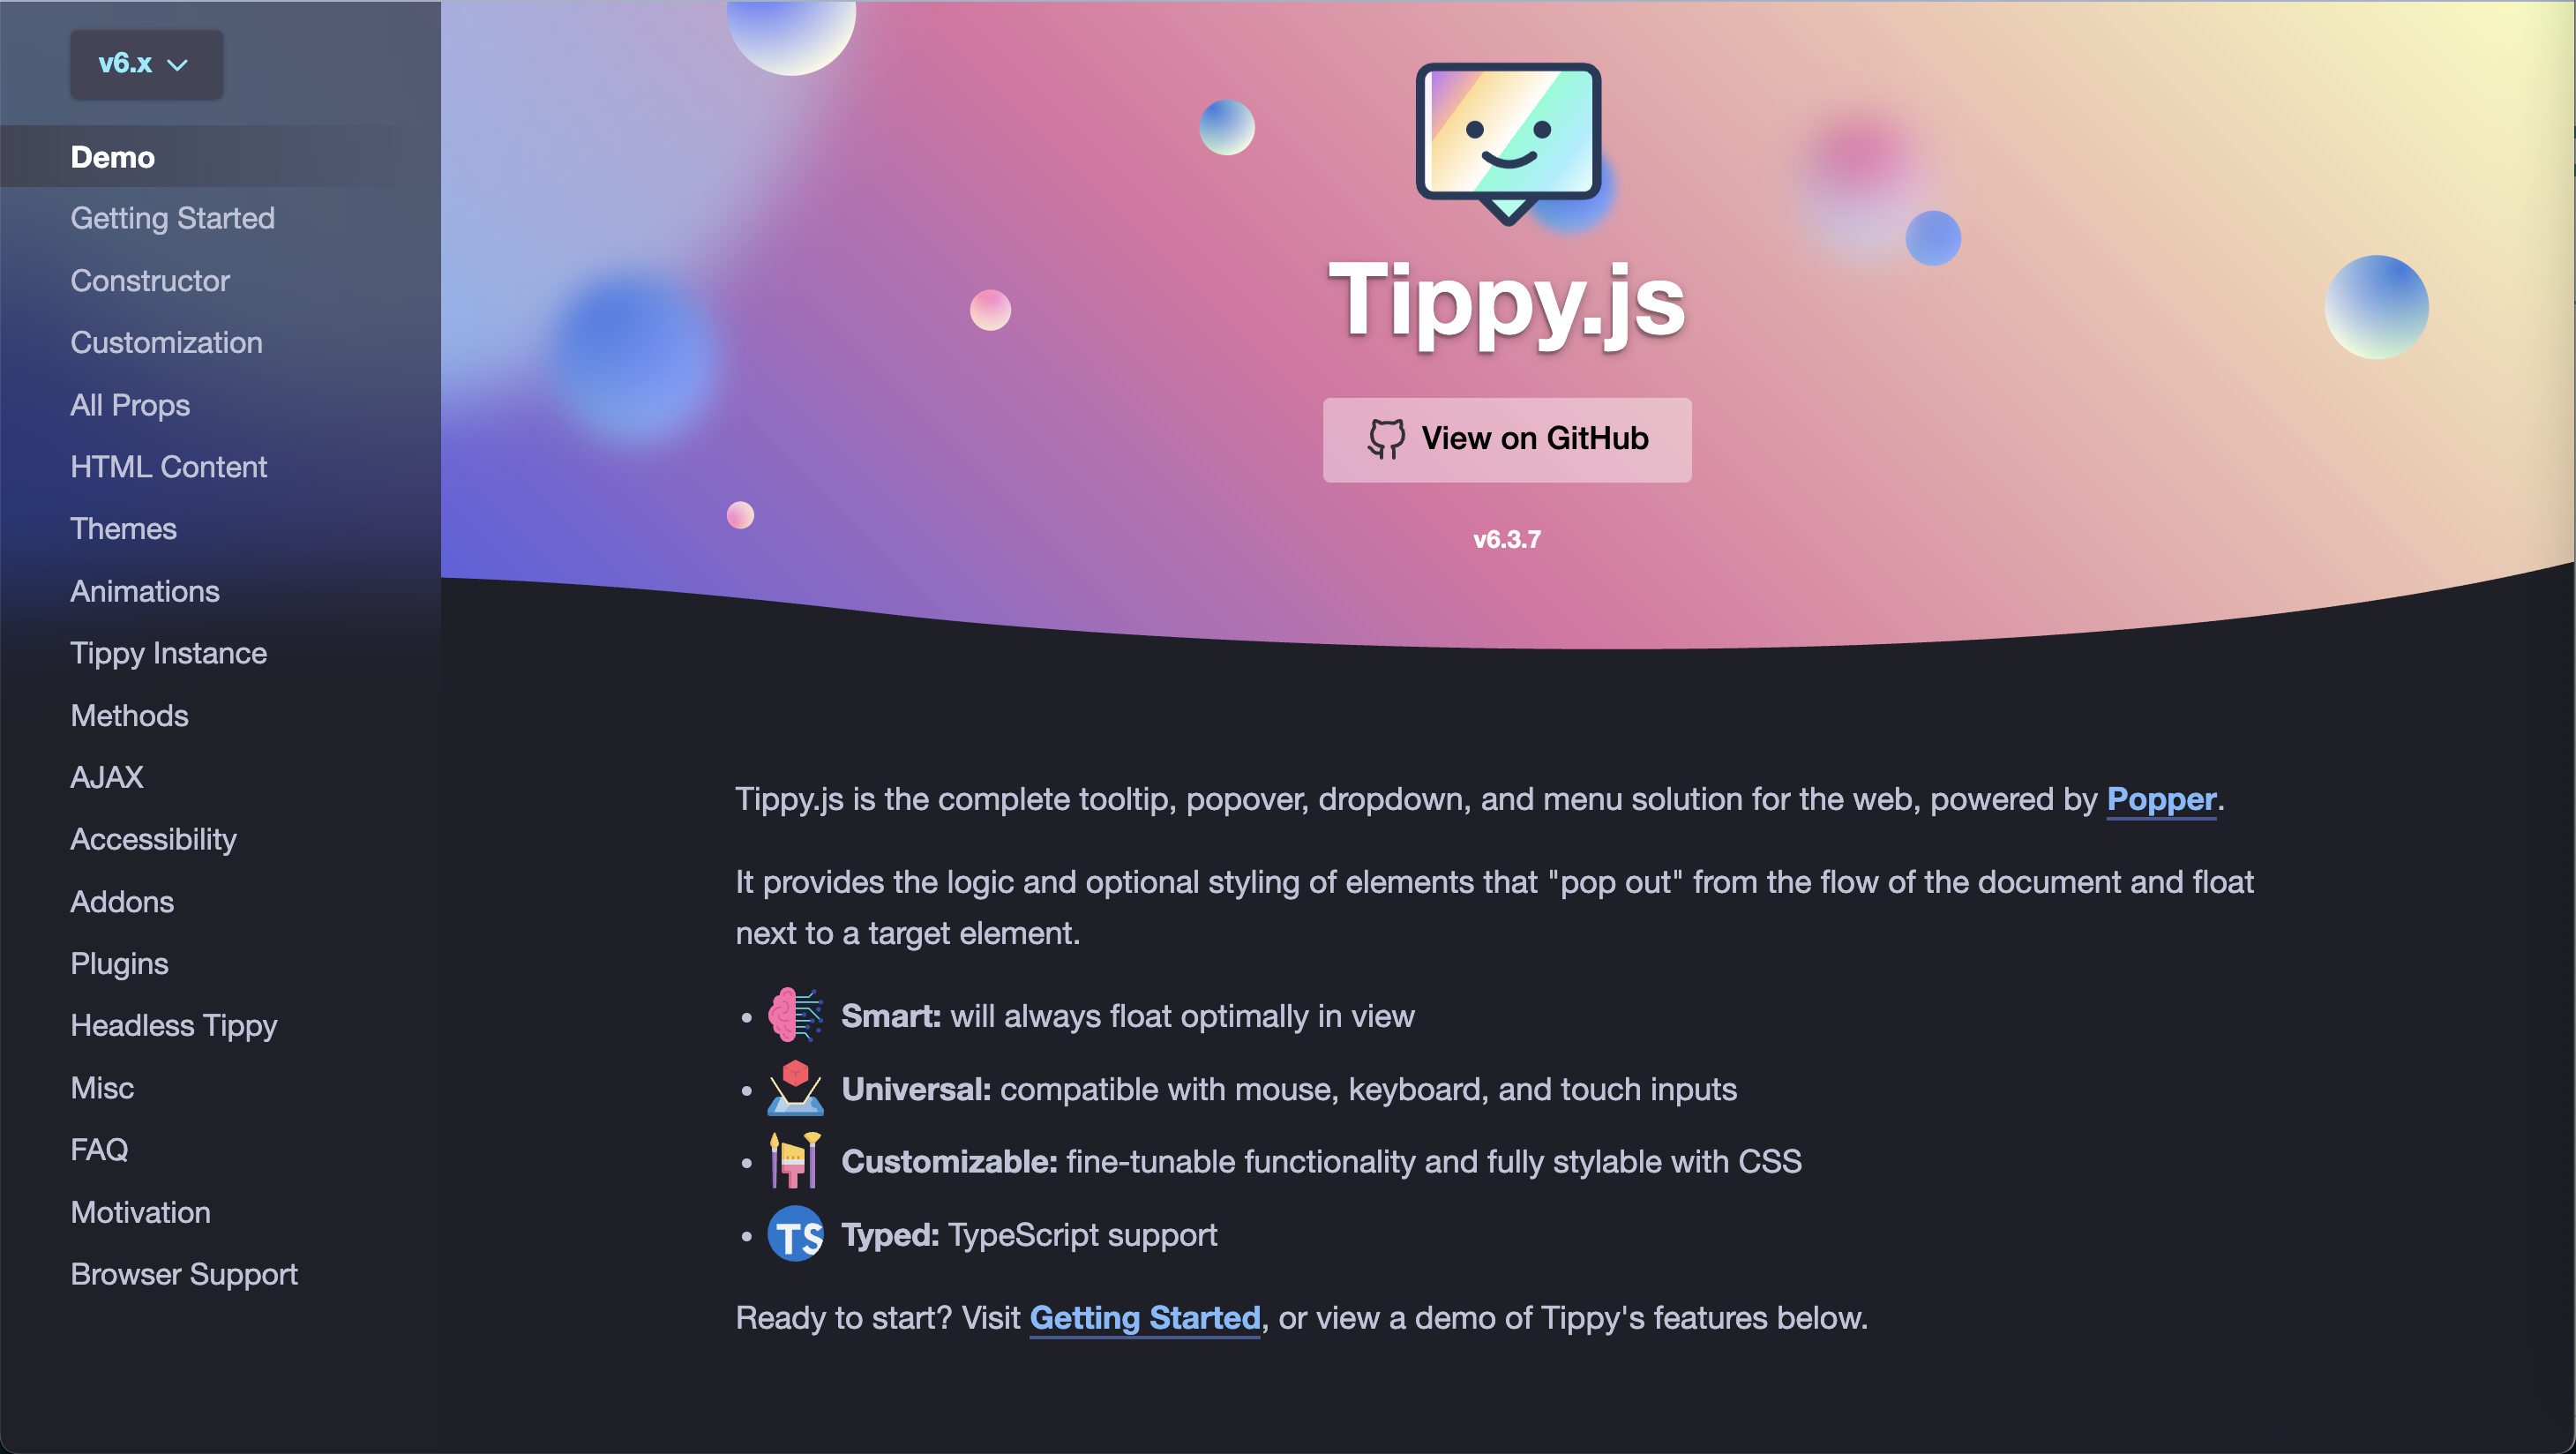 v6.x
Demo
Getting Started
Constructor
Customization
All Props
HTML Content
Themes
Animations
Tippy Instance
Methods
AJAX
Accessibility
Addons
Plugins
Headless Tippy
Misc
FAQ
Motivation
Browser Support
Tippy.js
View on GitHub
v6.3.7
Tippy.js is the complete tooltip, popover, dropdown, and menu solution for the web, powered by Popper.
It provides the logic and optional styling of elements that "pop out" from the flow of the document and float
next to a target element.
• Smart: will always float optimally in view
• Universal: compatible with mouse, keyboard, and touch inputs
• Customizable: fine-tunable functionality and fully stylable with CSS
• TS Typed: TypeScript support
Ready to start? Visit Getting Started, or view a demo of Tippy's features below.